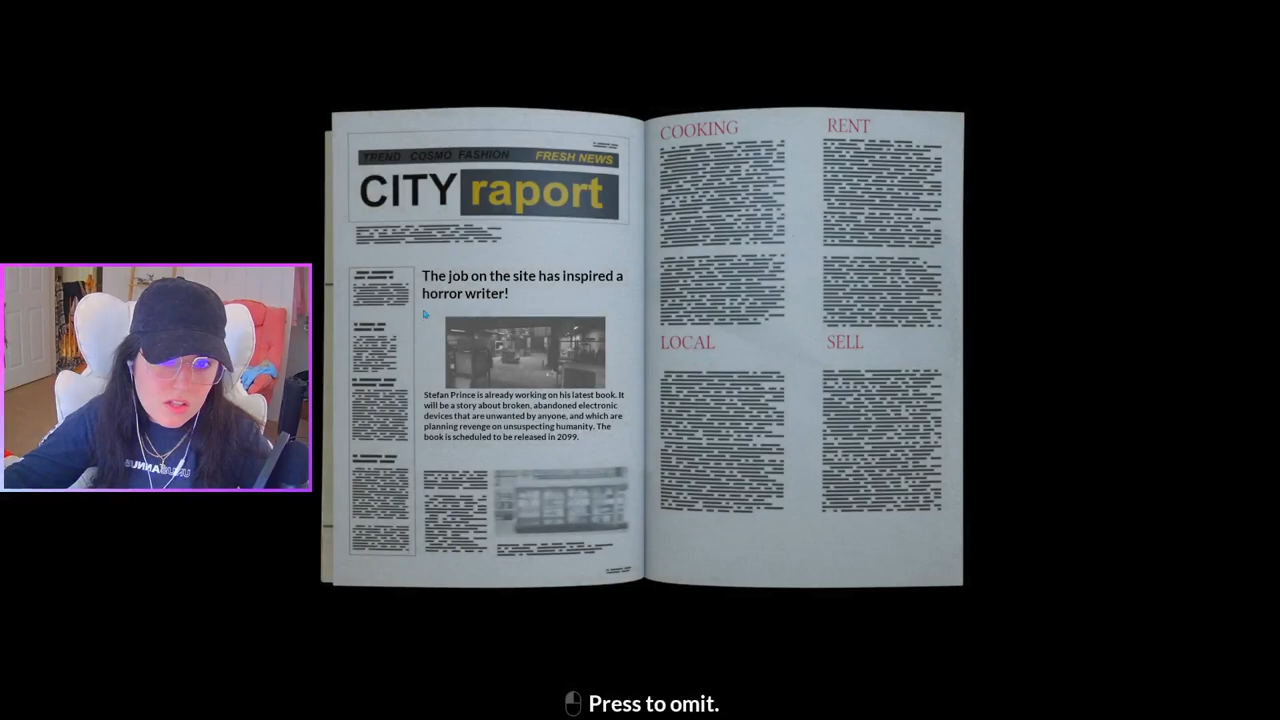 TREND COSMO FASHION FRESH NEWS
CITY raport
The job on the site has inspired a
horror writer!
Stefan Prince is already working on his latest book. It
will be a story about broken, abandoned electronic
devices that are unwanted by anyone, and which are
planning revenge on unsuspecting humanity. The
book is scheduled to be released in 2099.
COOKING
RENT
LOCAL
SELL
Press to omit.